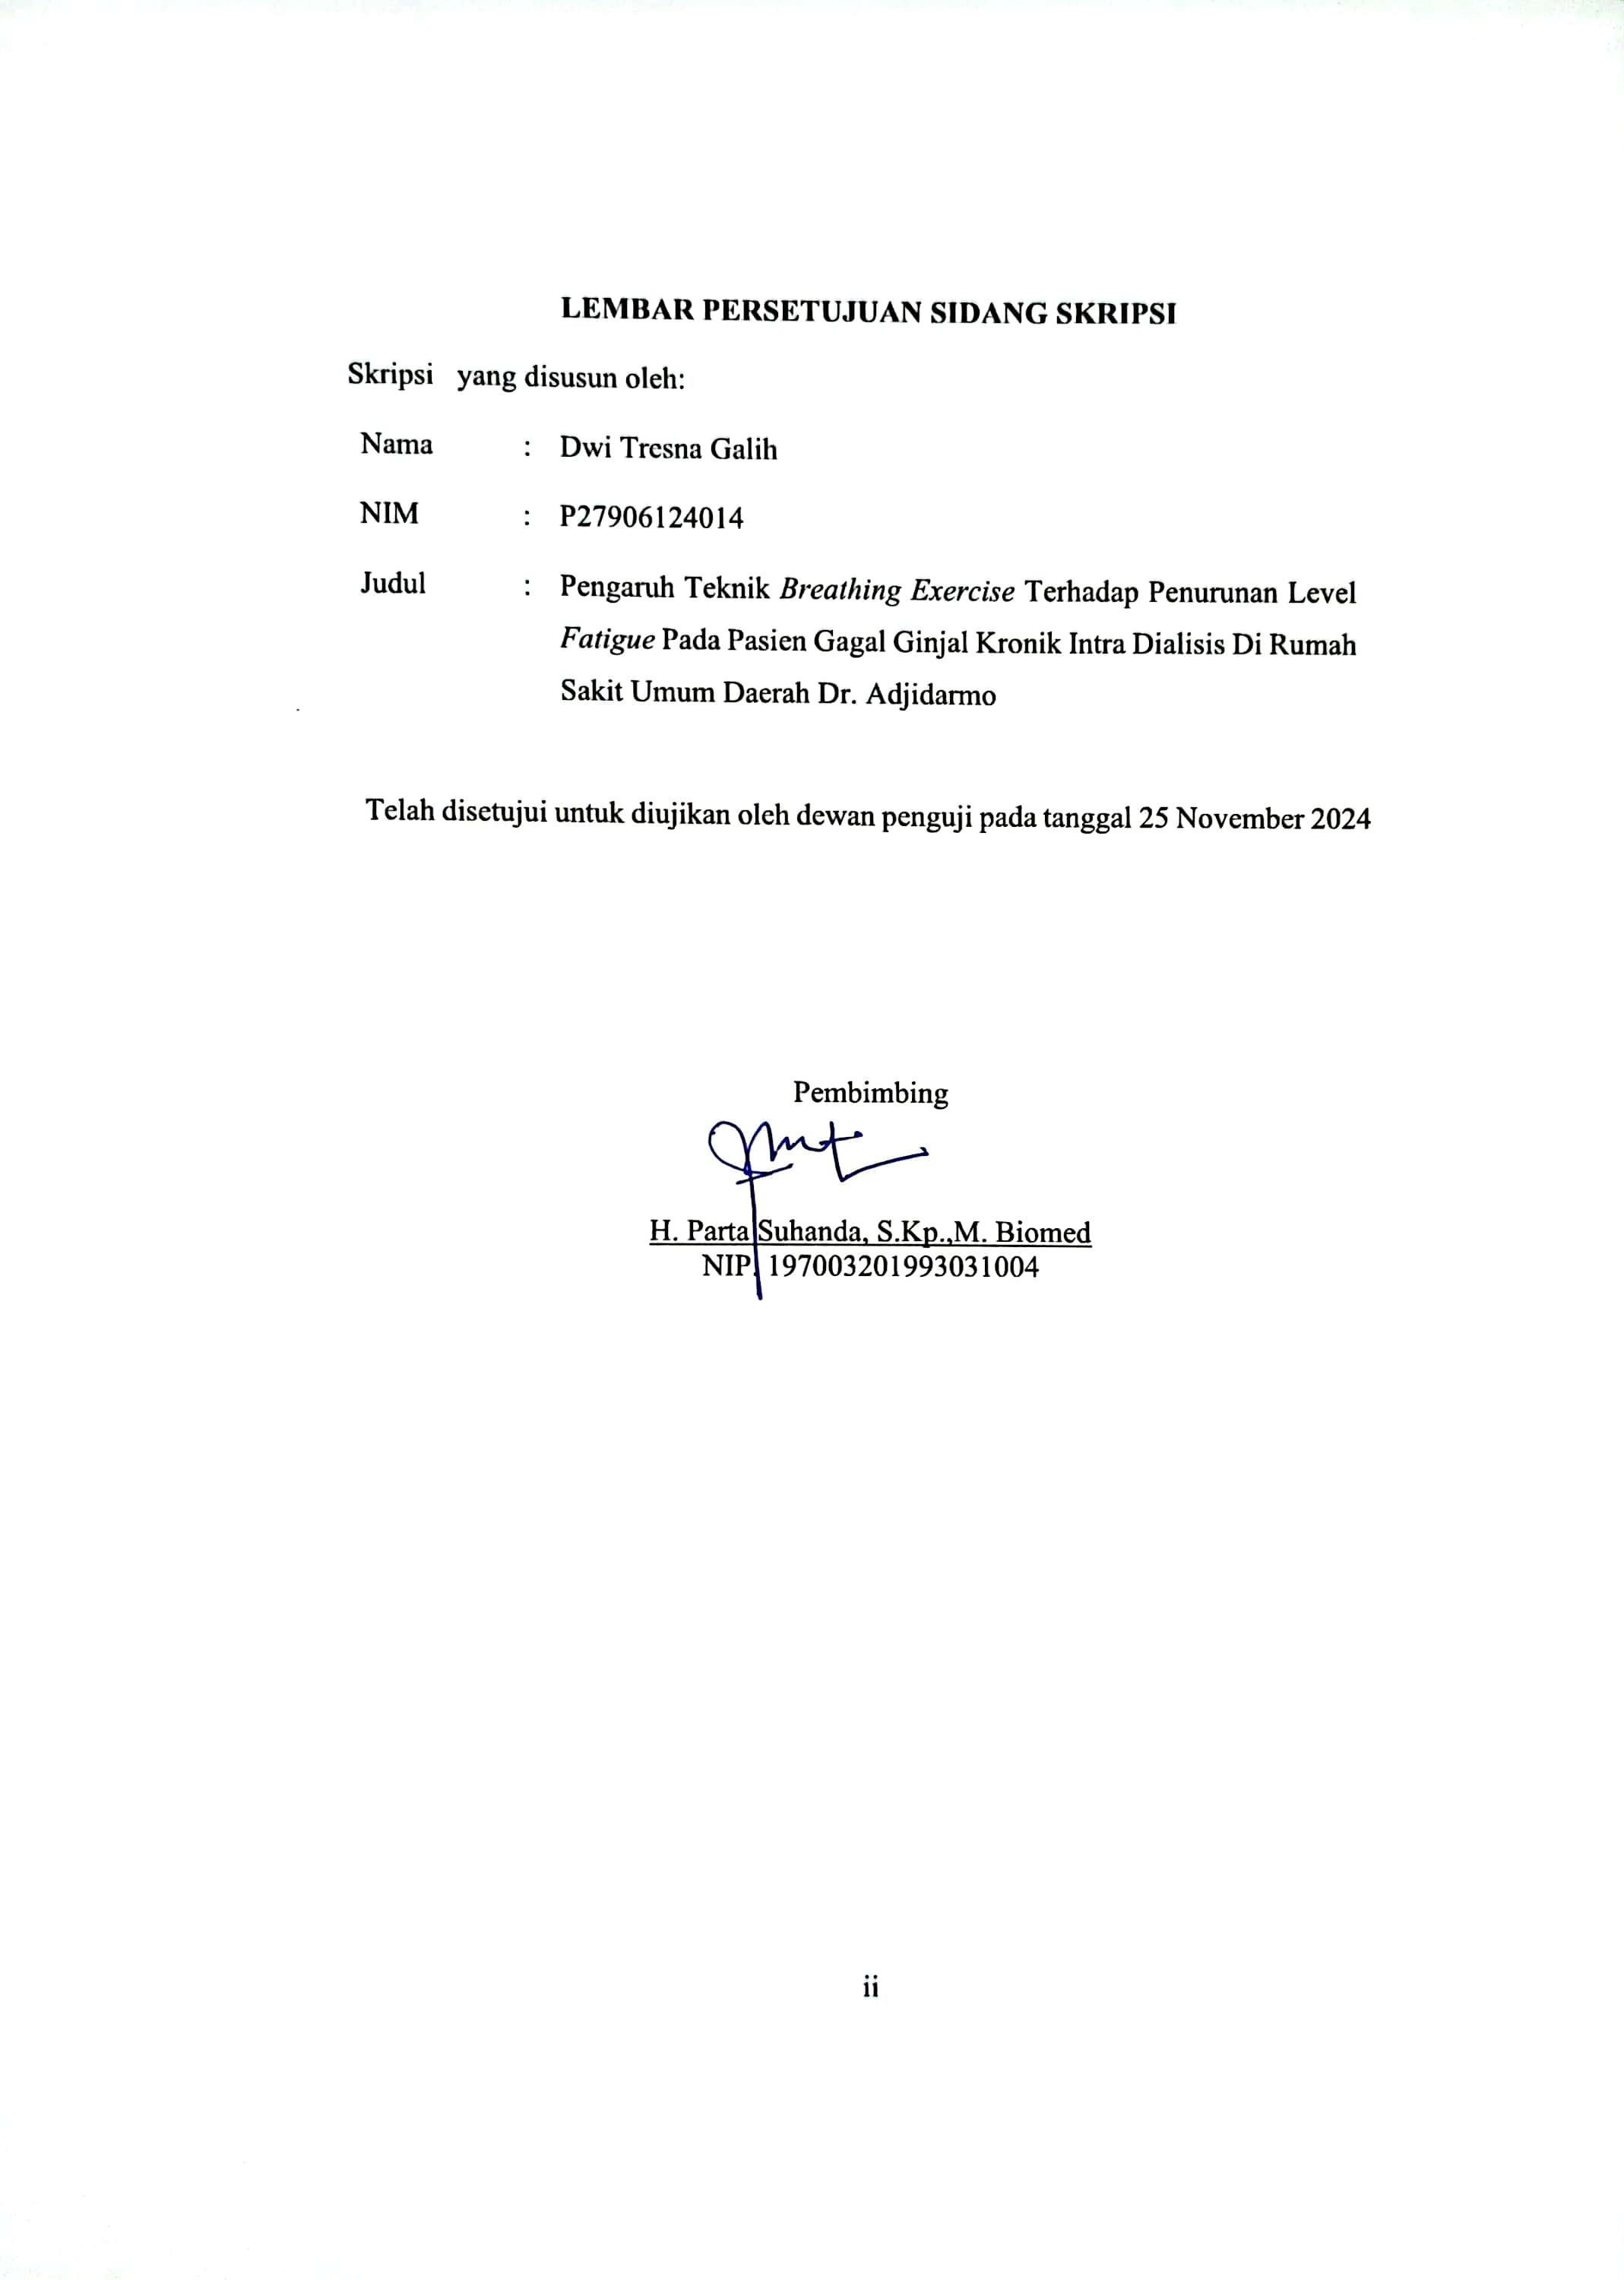 LEMBAR PERSETUJUAN SIDANG SKRIPSI
Skripsi yang disusun oleh:
Nama : Dwi Tresna Galih
NIM : P27906124014
Judul : Pengaruh Teknik Breathing Exercise Terhadap Penurunan Level
Fatigue Pada Pasien Gagal Ginjal Kronik Intra Dialisis Di Rumah
Sakit Umum Daerah Dr. Adjidarmo
Telah disetujui untuk diujikan oleh dewan penguji pada tanggal 25 November 2024
Pembimbing
H. Parta Suhanda, S.Kp.,M. Biomed
NIP. 197003201993031004
ii